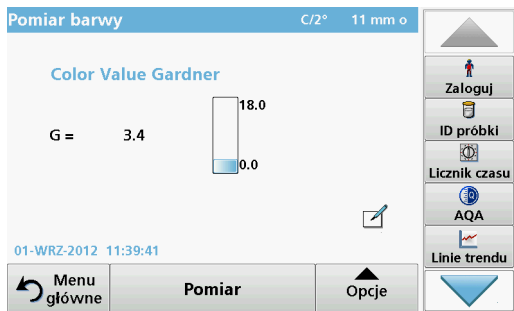 Pomiar barwy C/2° 11 mm o
Color Value Gardner
18.0
G = 3.4
0.0
01-WRZ-2012 11:39:41
Menu
główne
Pomiar
Opcje
Zaloguj
ID próbki
Licznik czasu
AQA
Linie trendu